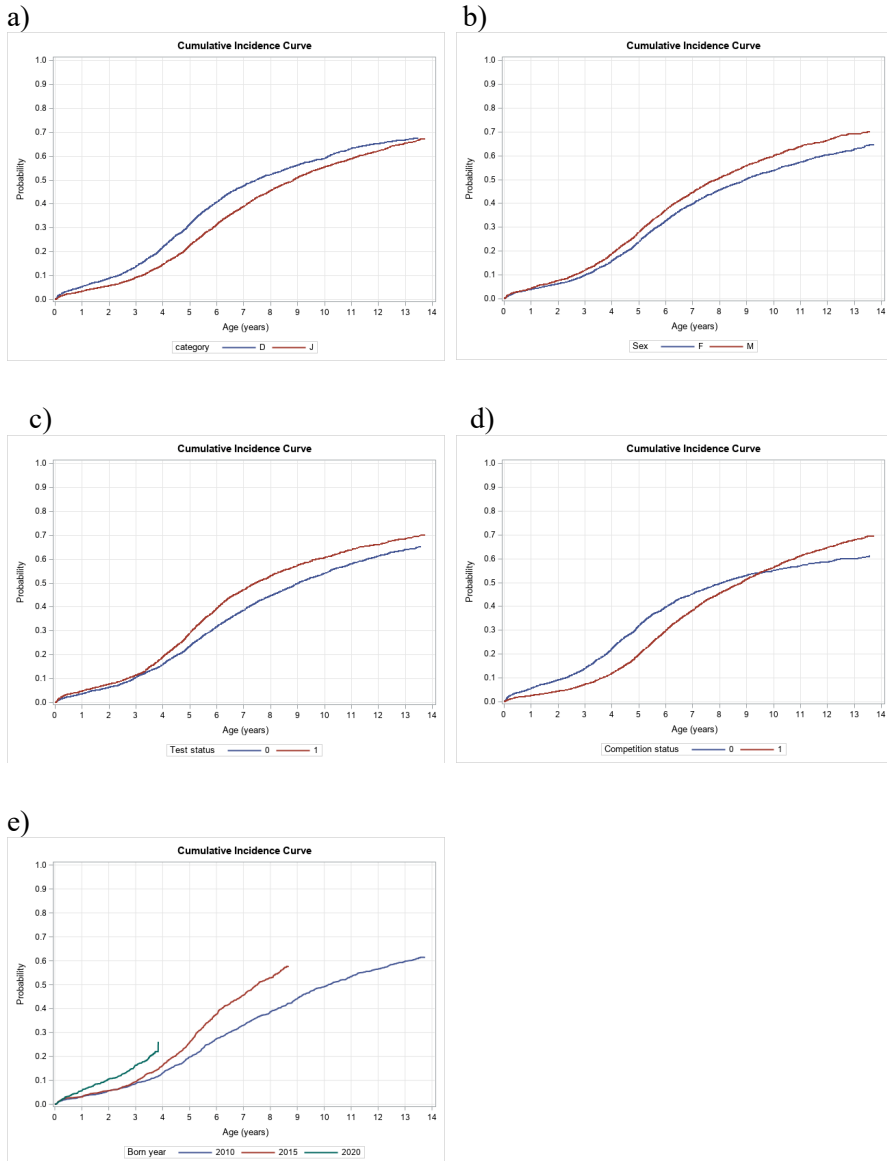 a)
Cumulative Incidence Curve
1.0
0.9
0.8
0.7
0.6
0.5
0.4
0.3
0.2
0.1
0.0
Probability
0 1 2 3 4 5 6 7 8 9 10 11 12 13 14
Age (years)
category D J
b)
Cumulative Incidence Curve
1.0
0.9
0.8
0.7
0.6
0.5
0.4
0.3
0.2
0.1
0.0
Probability
0 1 2 3 4 5 6 7 8 9 10 11 12 13 14
Age (years)
Sex F M
c)
Cumulative Incidence Curve
1.0
0.9
0.8
0.7
0.6
0.5
0.4
0.3
0.2
0.1
0.0
Probability
0 1 2 3 4 5 6 7 8 9 10 11 12 13 14
Age (years)
Test status 0 1
d)
Cumulative Incidence Curve
1.0
0.9
0.8
0.7
0.6
0.5
0.4
0.3
0.2
0.1
0.0
Probability
0 1 2 3 4 5 6 7 8 9 10 11 12 13 14
Age (years)
Competition status 0 1
e)
Cumulative Incidence Curve
1.0
0.9
0.8
0.7
0.6
0.5
0.4
0.3
0.2
0.1
0.0
Probability
0 1 2 3 4 5 6 7 8 9 10 11 12 13 14
Age (years)
Born year 2010 2015 2020